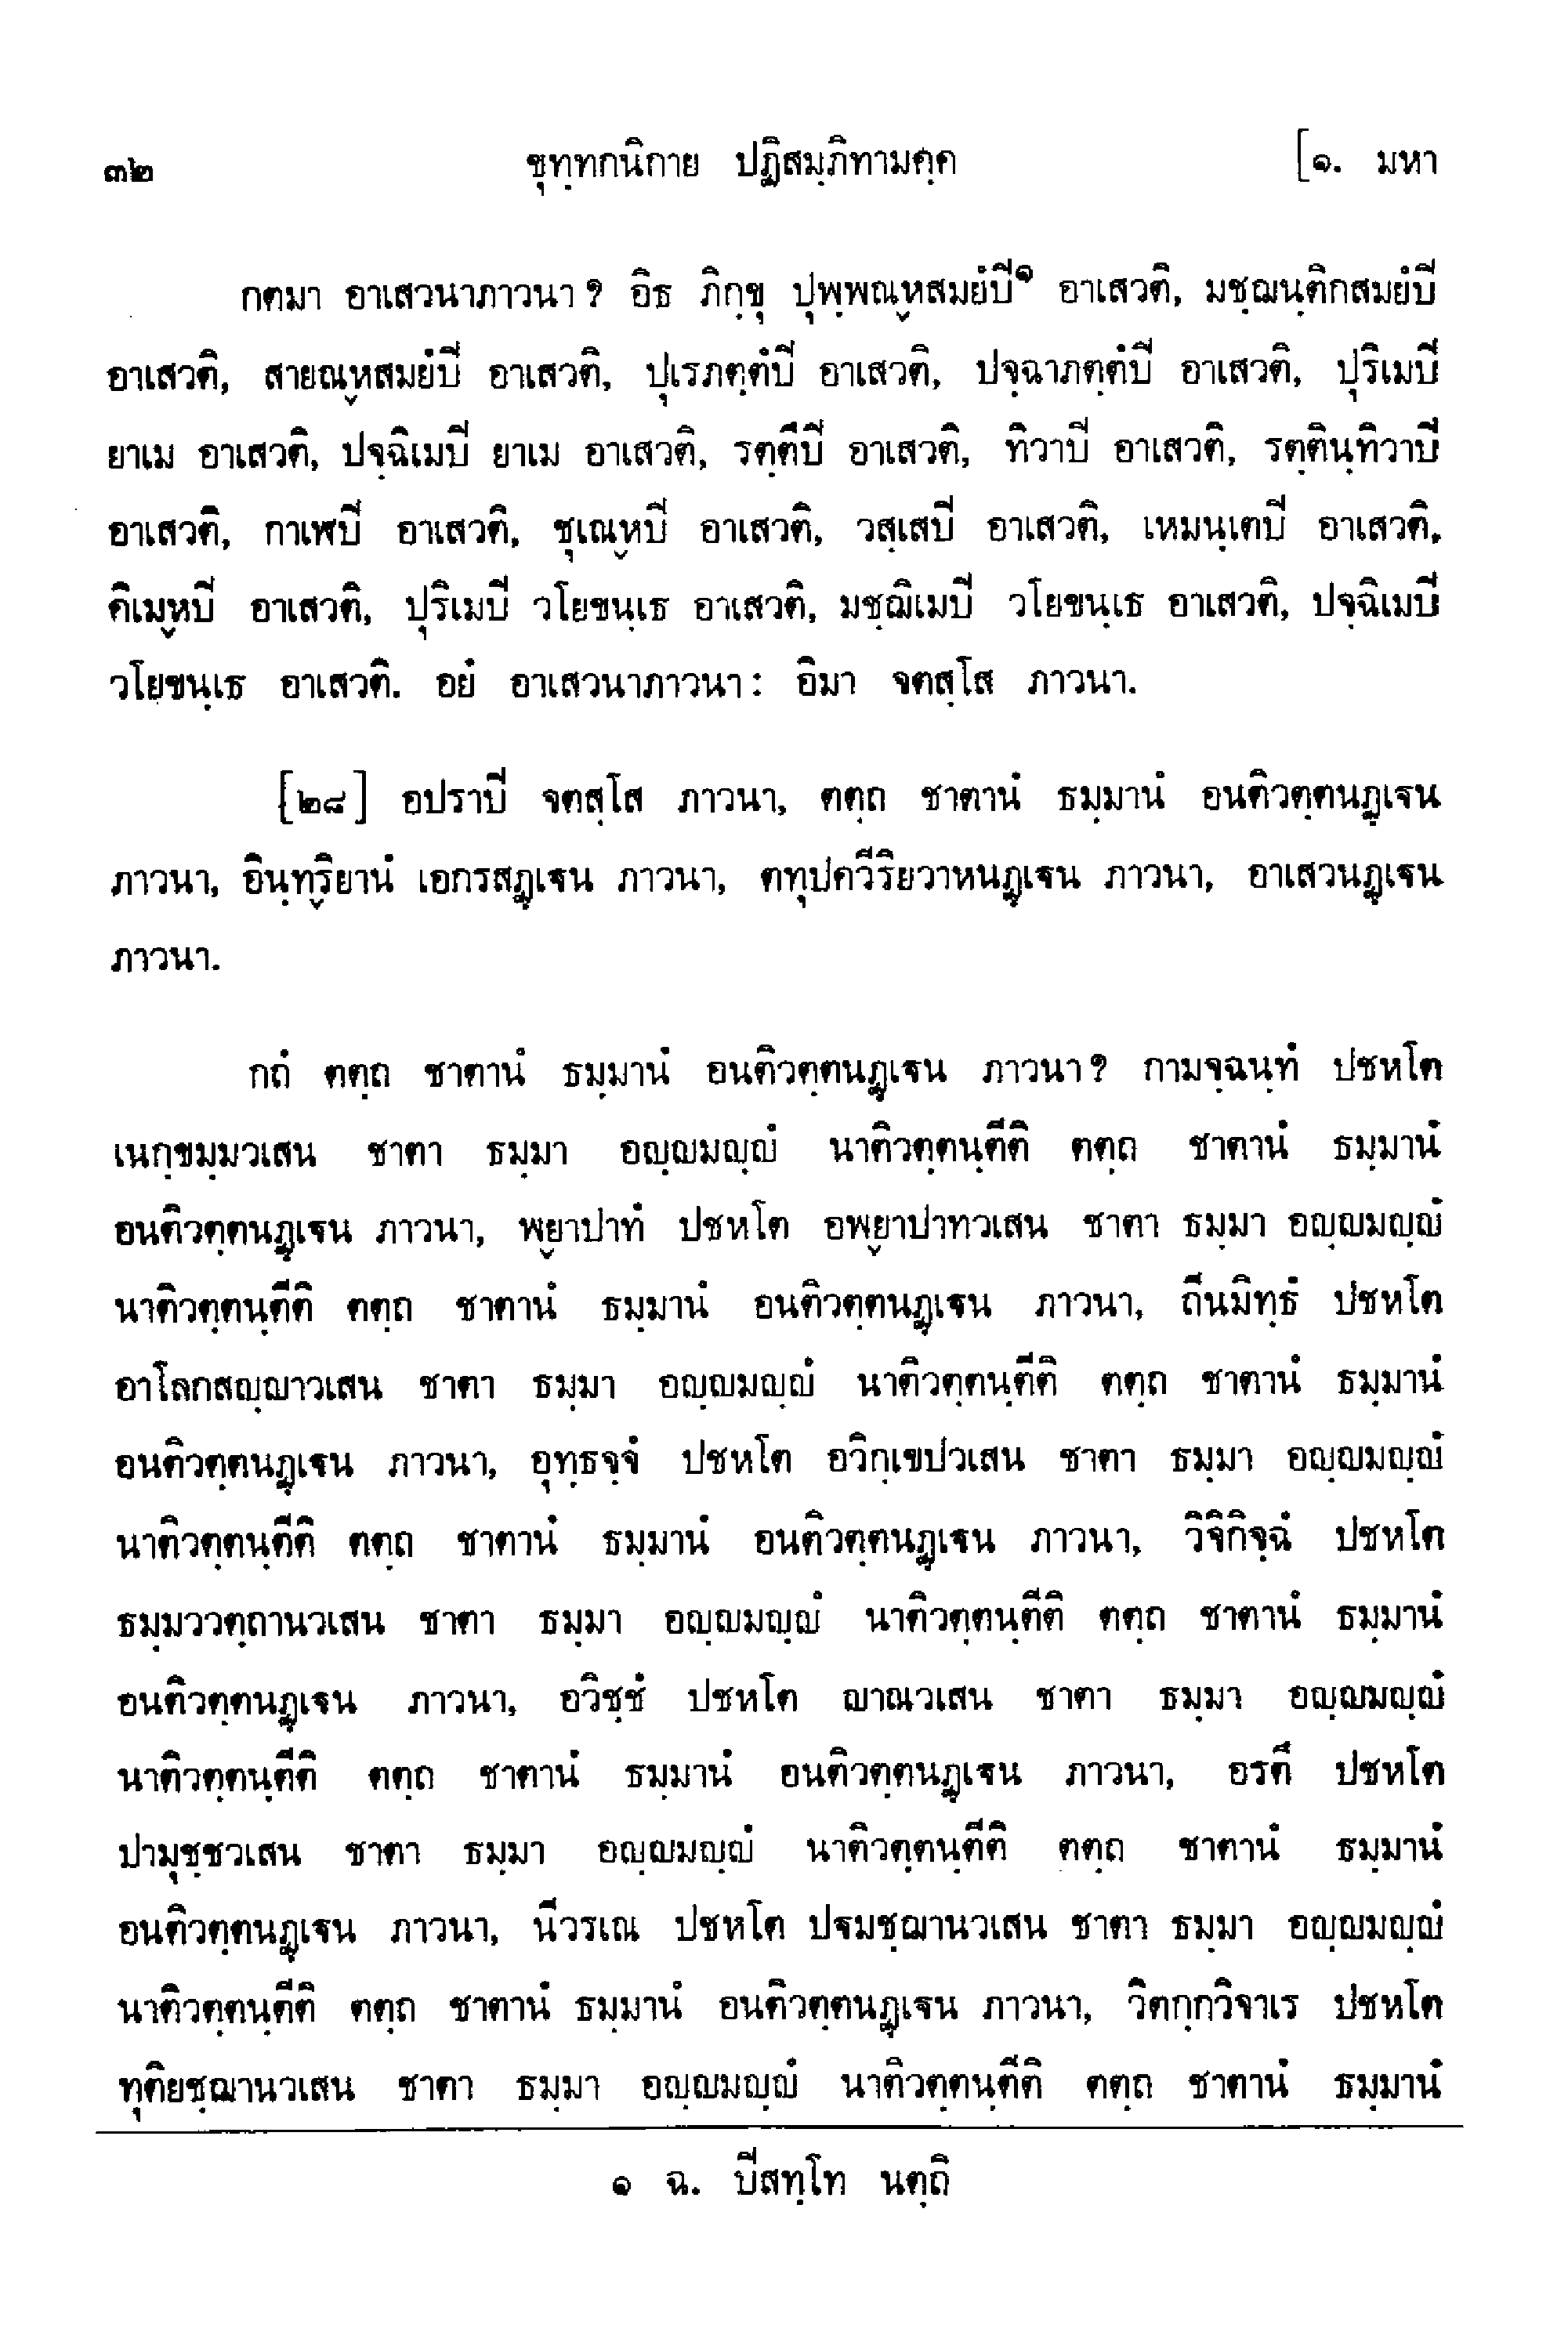 ๓๒ ขุทฺทกนิกาย ปฏิสมฺภิทามคฺค [๑. มหา
กตมา อาเสวนาภาวนา ? อิธ ภิกฺขุ ปุพฺพณฺหสมยํปิ๑ อาเสวติ, มชฺฌนฺติกสมยํปิ
อาเสวติ, สายณฺหสมยํปิ อาเสวติ, ปุเรภตฺตํปิ อาเสวติ, ปจฺฉาภตฺตํปิ อาเสวติ, ปุริเมปิ
ยาเม อาเสวติ, ปจฺฉิเมปิ ยาเม อาเสวติ, รตฺตึปิ อาเสวติ, ทิวาปิ อาเสวติ, รตฺตินฺทิวาปิ
อาเสวติ, กาเฬปิ อาเสวติ, ชุเณฺหปิ อาเสวติ, วสฺเสปิ อาเสวติ, เหมนฺเตปิ อาเสวติ,
คิเมฺหปิ อาเสวติ, ปุริเมปิ วโยขนฺเธ อาเสวติ, มชฺฌิเมปิ วโยขนฺเธ อาเสวติ, ปจฺฉิเมปิ
วโยขนฺเธ อาเสวติ. อยํ อาเสวนาภาวนา : อิมา จตสฺโส ภาวนา.
[๒๘] อปราปิ จตสฺโส ภาวนา, ตตฺถ ชาตานํ ธมฺมานํ อนติวตฺตนฏฺเฐน
ภาวนา, อินฺทฺริยานํ เอกรสฏฺเฐน ภาวนา, ตทุปควีริยวาหนฏฺเฐน ภาวนา, อาเสวนฏฺเฐน
ภาวนา.
กถํ ตตฺถ ชาตานํ ธมฺมานํ อนติวตฺตนฏฺเฐน ภาวนา ? กามจฺฉนฺทํ ปชหโต
เนกฺขมฺมวเสน ชาตา ธมฺมา อญฺญมญฺญํ นาติวตฺตนฺตีติ ตตฺถ ชาตานํ ธมฺมานํ
อนติวตฺตนฏฺเฐน ภาวนา, พฺยาปาทํ ปชหโต อพฺยาปาทวเสน ชาตา ธมฺมา อญฺญมญฺญํ
นาติวตฺตนฺตีติ ตตฺถ ชาตานํ ธมฺมานํ อนติวตฺตนฏฺเฐน ภาวนา, ถีนมิทฺธํ ปชหโต
อาโลกสญฺญาวเสน ชาตา ธมฺมา อญฺญมญฺญํ นาติวตฺตนฺตีติ ตตฺถ ชาตานํ ธมฺมานํ
อนติวตฺตนฏฺเฐน ภาวนา, อุทฺธจฺจํ ปชหโต อวิกฺเขปวเสน ชาตา ธมฺมา อญฺญมญฺญํ
นาติวตฺตนฺตีติ ตตฺถ ชาตานํ ธมฺมานํ อนติวตฺตนฏฺเฐน ภาวนา, วิจิกิจฺฉํ ปชหโต
ธมฺมววตฺถานวเสน ชาตา ธมฺมา อญฺญมญฺญํ นาติวตฺตนฺตีติ ตตฺถ ชาตานํ ธมฺมานํ
อนติวตฺตนฏฺเฐน ภาวนา, อวิชฺชํ ปชหโต ญาณวเสน ชาตา ธมฺมา อญฺญมญฺญํ
นาติวตฺตนฺตีติ ตตฺถ ชาตานํ ธมฺมานํ อนติวตฺตนฏฺเฐน ภาวนา, อรตึ ปชหโต
ปามุชฺชวเสน ชาตา ธมฺมา อญฺญมญฺญํ นาติวตฺตนฺตีติ ตตฺถ ชาตานํ ธมฺมานํ
อนติวตฺตนฏฺเฐน ภาวนา, นีวรเณ ปชหโต ปฐมชฺฌานวเสน ชาตา ธมฺมา อญฺญมญฺญํ
นาติวตฺตนฺตีติ ตตฺถ ชาตานํ ธมฺมานํ อนติวตฺตนฏฺเฐน ภาวนา, วิตกฺกวิจาเร ปชหโต
ทุติยชฺฌานวเสน ชาตา ธมฺมา อญฺญมญฺญํ นาติวตฺตนฺตีติ ตตฺถ ชาตานํ ธมฺมานํ
๑ ฉ. ปิสทฺโท นตฺถิ